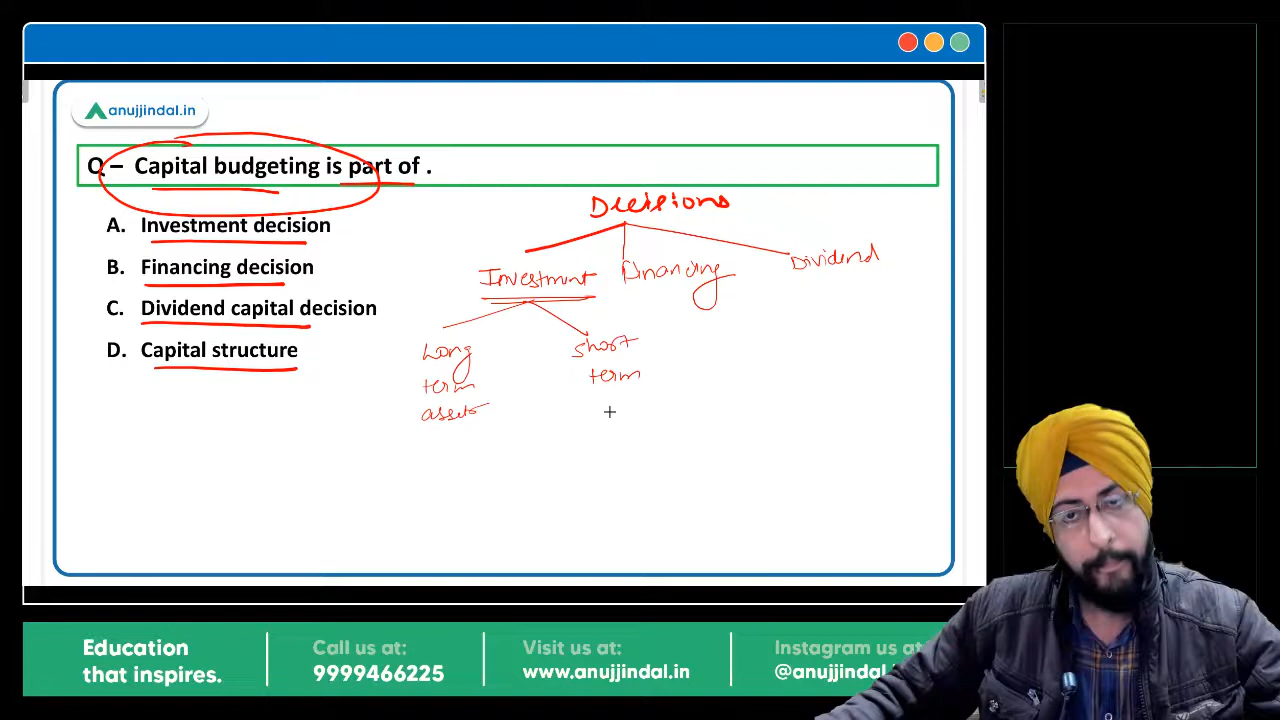 anujjindal.in
Q – Capital budgeting is part of .
A. Investment decision
B. Financing decision
C. Dividend capital decision
D. Capital structure
Decisions
Investment Financing Dividend
Long
term
assets
short
term
Education
that inspires.
Call us at:
9999466225
Visit us at:
www.anujjindal.in
Instagram us at